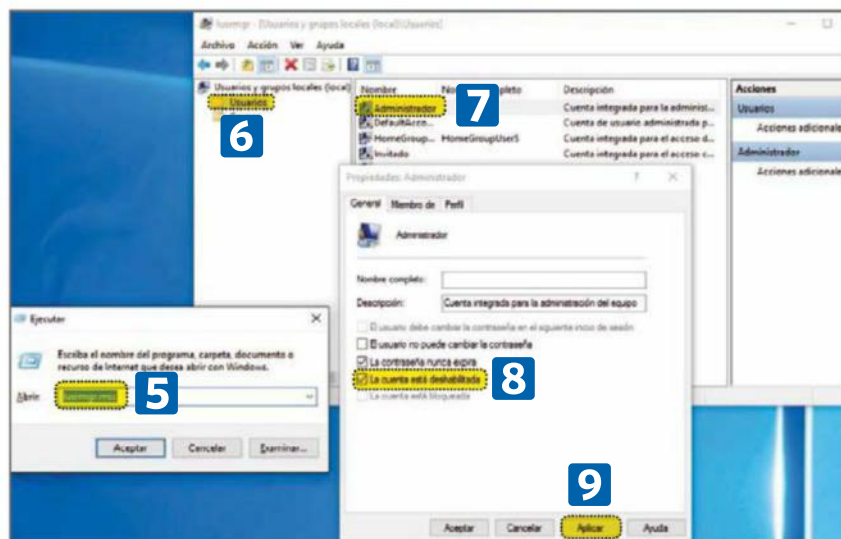 lusrmgr - [Usuarios y grupos locales (local)\Usuarios]
Archivo Acción Ver Ayuda
Usuarios y grupos locales (local)
Usuarios
6
Nombre
Descripción
Administrador
7
Cuenta integrada para la administ...
DefaultAcco...
Cuenta de usuario administrada p...
HomeGroup... HomeGroupUser$ Cuenta integrada para el acceso d...
Invitado
Cuenta integrada para el acceso c...
Acciones
Usuarios
Acciones adicionale
Administrador
Acciones adicionale
Propiedades: Administrador ? X
General Miembro de Perfil
Administrador
Nombre completo:
Descripción: Cuenta integrada para la administración del equipo
El usuario debe cambiar la contraseña en el siguiente inicio de sesión
El usuario no puede cambiar la contraseña
La contraseña nunca expira
La cuenta está deshabilitada
8
La cuenta está bloqueada
9
Aceptar Cancelar Aplicar Ayuda
Ejecutar
Escriba el nombre del programa, carpeta, documento o
recurso de Internet que desea abrir con Windows.
Abrir: lusrmgr.msc
5
Aceptar Cancelar Examinar...